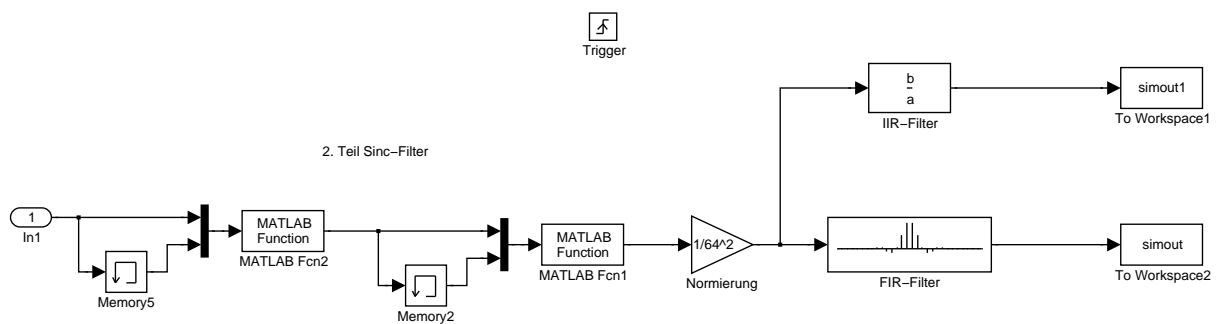 Trigger
b
a
IIR−Filter
simout1
To Workspace1
2. Teil Sinc−Filter
1
In1
Memory5
MATLAB
Function
MATLAB Fcn2
Memory2
MATLAB
Function
MATLAB Fcn1
1/64^2
Normierung
FIR−Filter
simout
To Workspace2